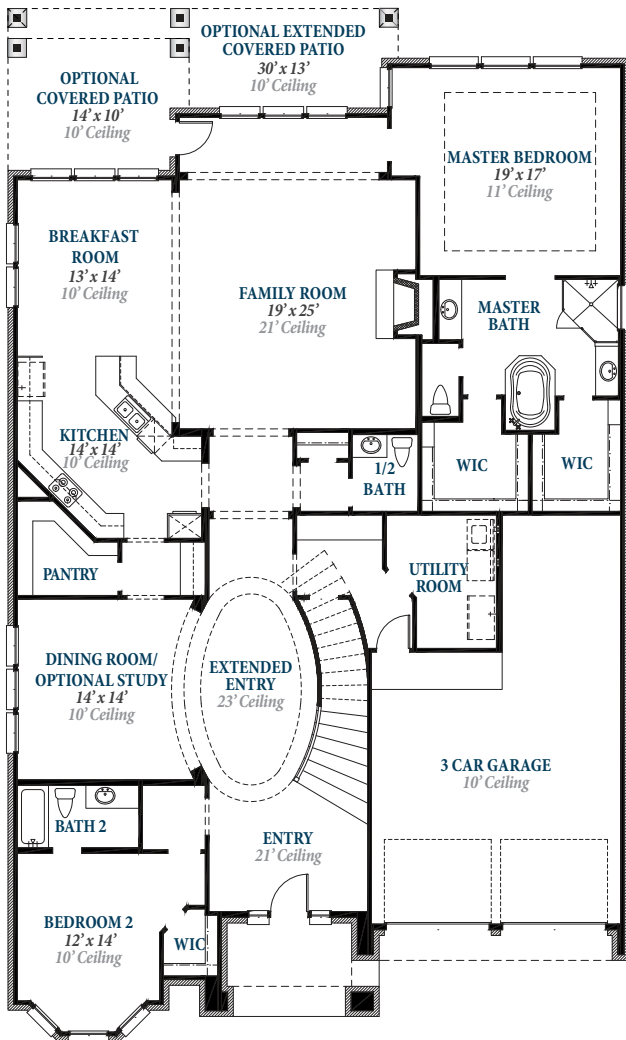 OPTIONAL EXTENDED
COVERED PATIO
30' x 13'
10' Ceiling
OPTIONAL
COVERED PATIO
14' x 10'
10' Ceiling
MASTER BEDROOM
19' x 17'
11' Ceiling
BREAKFAST
ROOM
13' x 14'
10' Ceiling
FAMILY ROOM
19' x 25'
21' Ceiling
MASTER
BATH
KITCHEN
14' x 14'
10' Ceiling
1/2
BATH
WIC
WIC
PANTRY
UTILITY
ROOM
DINING ROOM/
OPTIONAL STUDY
14' x 14'
10' Ceiling
EXTENDED
ENTRY
23' Ceiling
3 CAR GARAGE
10' Ceiling
BATH 2
ENTRY
21' Ceiling
BEDROOM 2
12' x 14'
10' Ceiling
WIC